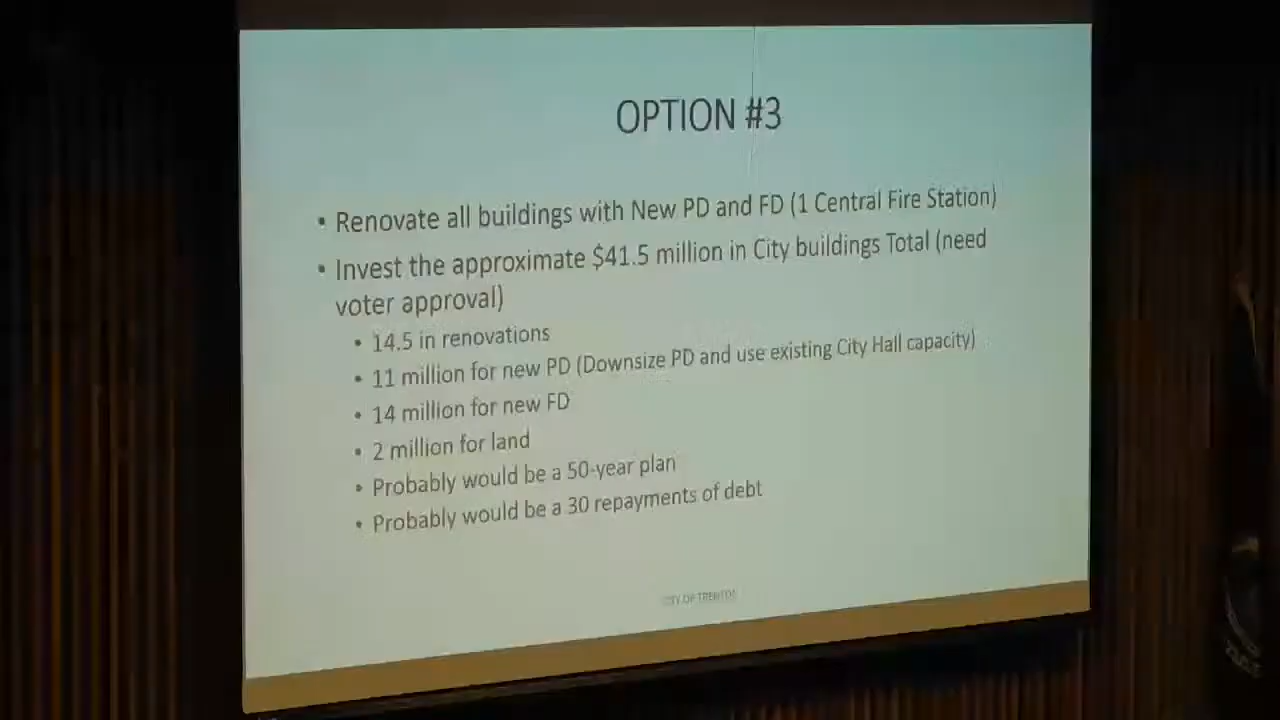 OPTION #3
• Renovate all buildings with New PD and FD (1 Central Fire Station)
• Invest the approximate $41.5 million in City buildings Total (need
voter approval)
• 14.5 in renovations
• 11 million for new PD (Downsize PD and use existing City Hall capacity)
• 14 million for new FD
• 2 million for land
• Probably would be a 50-year plan
• Probably would be a 30 repayments of debt
CITY OF TRENTON